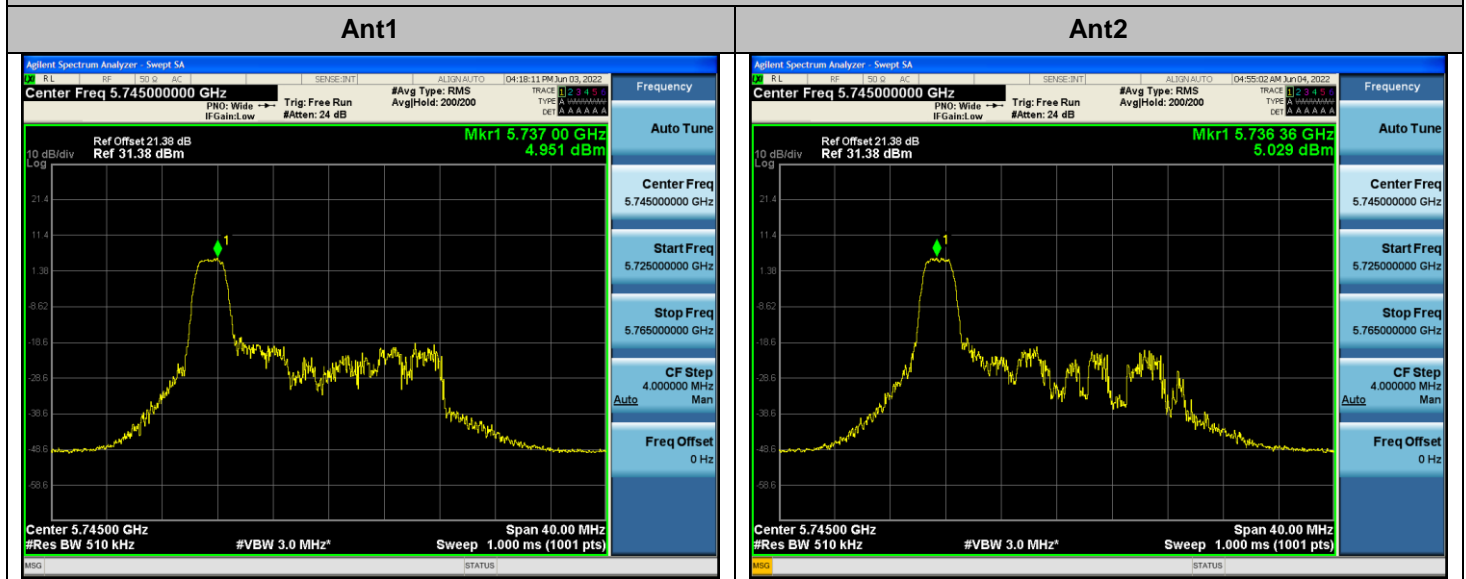 Ant1
Agilent Spectrum Analyzer - Swept SA
RL RF 50 Ω AC SENSE:INT ALIGN AUTO 04:18:11 PM Jun 03, 2022
Center Freq 5.745000000 GHz
#Avg Type: RMS
TRACE 1 2 3 4 5 6
PNO: Wide
Trig: Free Run
Avg|Hold: 200/200
TYPE A
IFGain:Low
#Atten: 24 dB
DET A A A A A A
Mkr1 5.737 00 GHz
4.951 dBm
Ref Offset 21.38 dB
10 dB/div Ref 31.38 dBm
Log
1
21.4
11.4
1.38
-8.62
-18.6
-28.6
-38.6
-48.6
-58.6
Center 5.74500 GHz
Span 40.00 MHz
#Res BW 510 kHz
#VBW 3.0 MHz*
Sweep 1.000 ms (1001 pts)
MSG
STATUS
Frequency
Auto Tune
Center Freq
5.745000000 GHz
Start Freq
5.725000000 GHz
Stop Freq
5.765000000 GHz
CF Step
4.000000 MHz
Auto Man
Freq Offset
0 Hz
Ant2
Agilent Spectrum Analyzer - Swept SA
RL RF 50 Ω AC SENSE:INT ALIGN AUTO 04:55:02 AM Jun 04, 2022
Center Freq 5.745000000 GHz
#Avg Type: RMS
TRACE 1 2 3 4 5 6
PNO: Wide
Trig: Free Run
Avg|Hold: 200/200
TYPE A
IFGain:Low
#Atten: 24 dB
DET A A A A A A
Mkr1 5.736 36 GHz
5.029 dBm
Ref Offset 21.38 dB
10 dB/div Ref 31.38 dBm
Log
1
21.4
11.4
1.38
-8.62
-18.6
-28.6
-38.6
-48.6
-58.6
Center 5.74500 GHz
Span 40.00 MHz
#Res BW 510 kHz
#VBW 3.0 MHz*
Sweep 1.000 ms (1001 pts)
MSG
STATUS
Frequency
Auto Tune
Center Freq
5.745000000 GHz
Start Freq
5.725000000 GHz
Stop Freq
5.765000000 GHz
CF Step
4.000000 MHz
Auto Man
Freq Offset
0 Hz